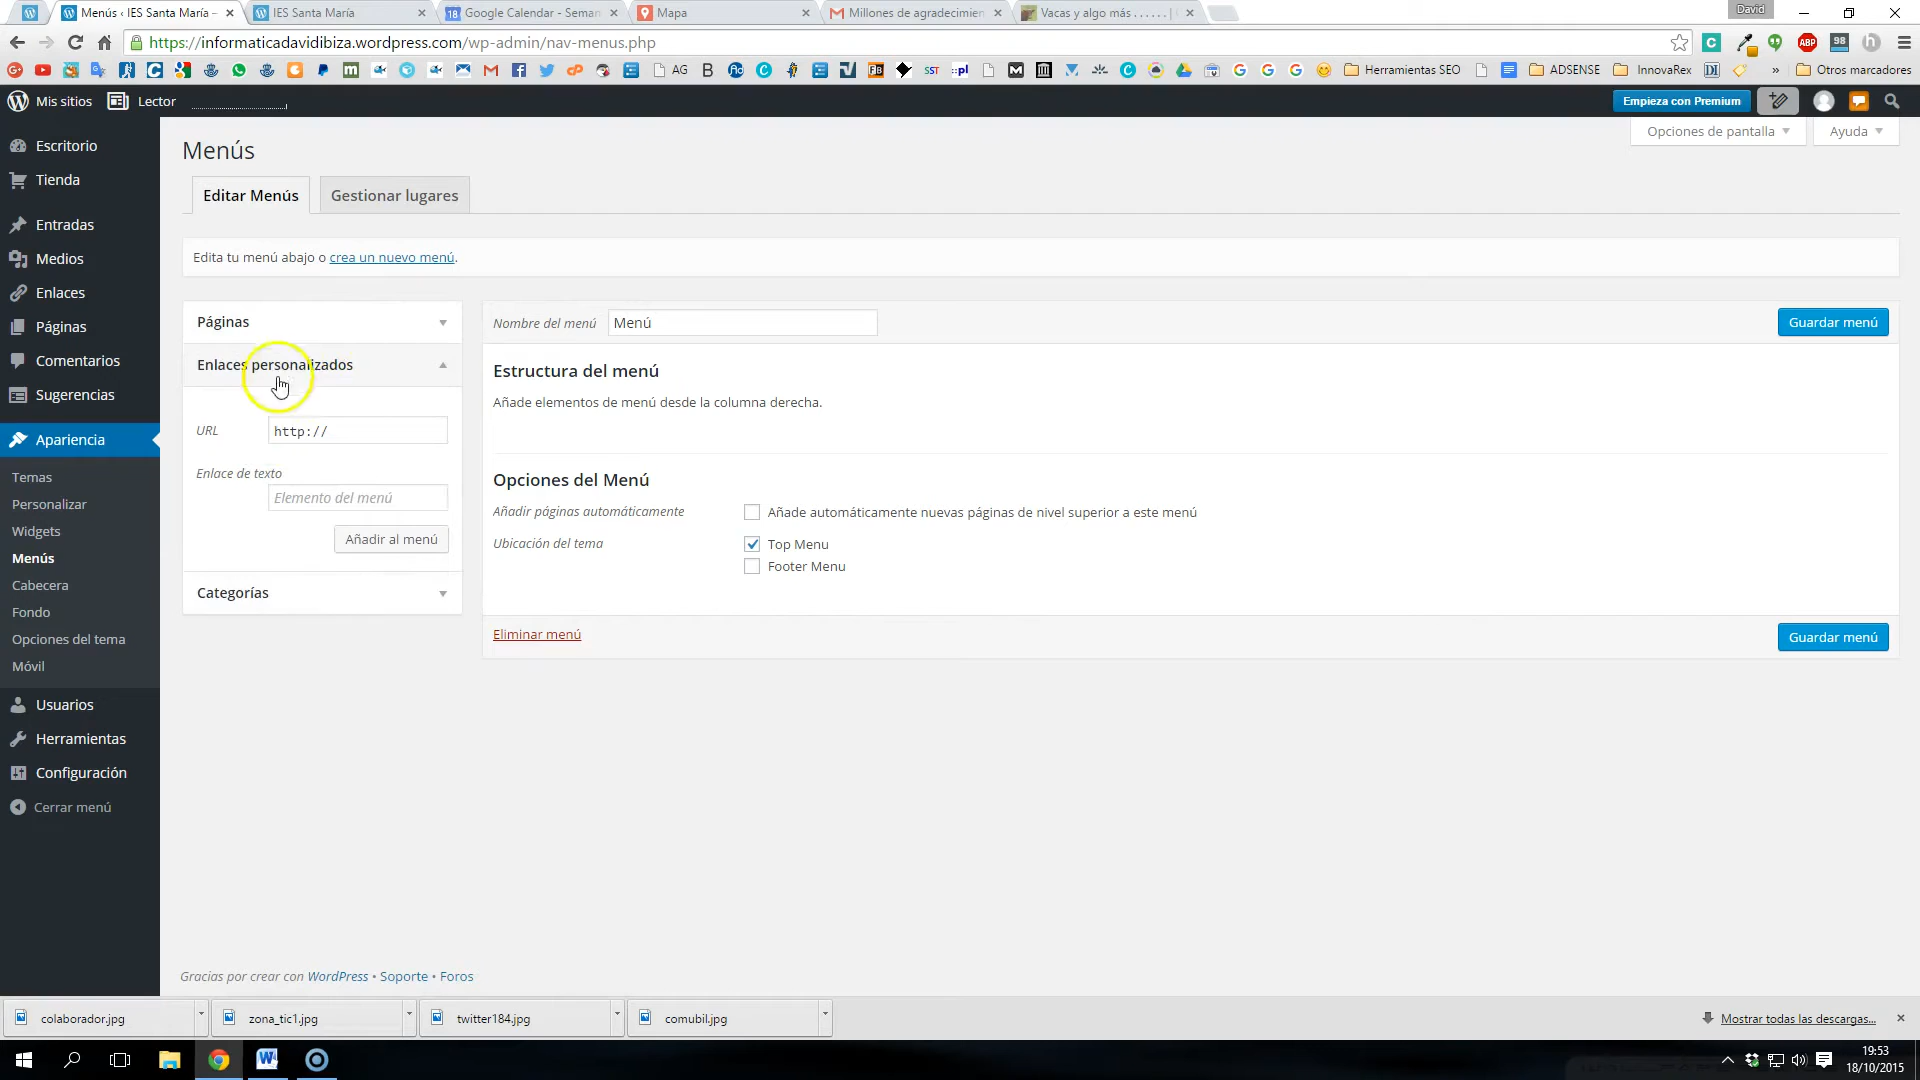 Menús ‹ IES Santa María –
IES Santa María
18 Google Calendar - Seman
Mapa
Millones de agradecimien
Vacas y algo más . . . . . . |
David
https://informaticadavidibiza.wordpress.com/wp-admin/nav-menus.php
ABP
98
AG
SST
Herramientas SEO
ADSENSE
InnovaRex
»
Otros marcadores
Mis sitios
Lector
Empieza con Premium
Escritorio
Tienda
Entradas
Medios
Enlaces
Páginas
Comentarios
Sugerencias
Apariencia
Temas
Personalizar
Widgets
Menús
Cabecera
Fondo
Opciones del tema
Móvil
Usuarios
Herramientas
Configuración
Cerrar menú
Opciones de pantalla
Ayuda
Menús
Editar Menús
Gestionar lugares
Edita tu menú abajo o crea un nuevo menú.
Páginas
Enlaces personalizados
URL
http://
Enlace de texto
Elemento del menú
Añadir al menú
Categorías
Nombre del menú
Menú
Guardar menú
Estructura del menú
Añade elementos de menú desde la columna derecha.
Opciones del Menú
Añadir páginas automáticamente
Añade automáticamente nuevas páginas de nivel superior a este menú
Ubicación del tema
Top Menu
Footer Menu
Eliminar menú
Guardar menú
Gracias por crear con WordPress • Soporte • Foros
colaborador.jpg
zona_tic1.jpg
twitter184.jpg
comubil.jpg
Mostrar todas las descargas...
19:53
18/10/2015